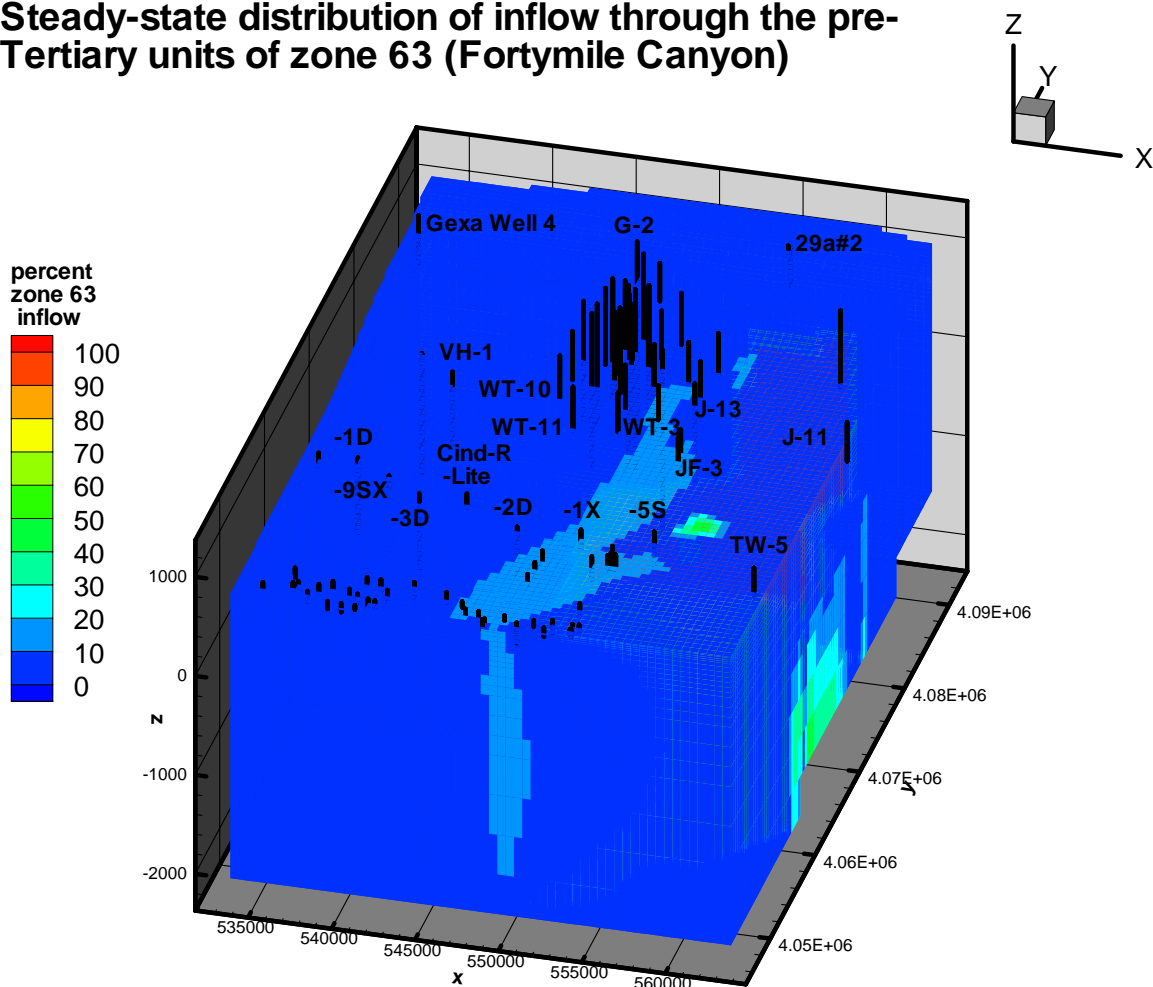 Steady-state distribution of inflow through the pre-
Tertiary units of zone 63 (Fortymile Canyon)
Z
Y
X
Gexa Well 4
G-2
29a#2
percent
zone 63
inflow
100
90
80
70
60
50
40
30
20
10
0
VH-1
WT-10
J-13
WT-11
WT-3
J-11
-1D
Cind-R
-Lite
JF-3
-9SX
-3D
-2D
-1X
-5S
TW-5
1000
0
-1000
-2000
z
4.09E+06
4.08E+06
4.07E+06
4.06E+06
4.05E+06
y
535000
540000
545000
550000
555000
560000
x